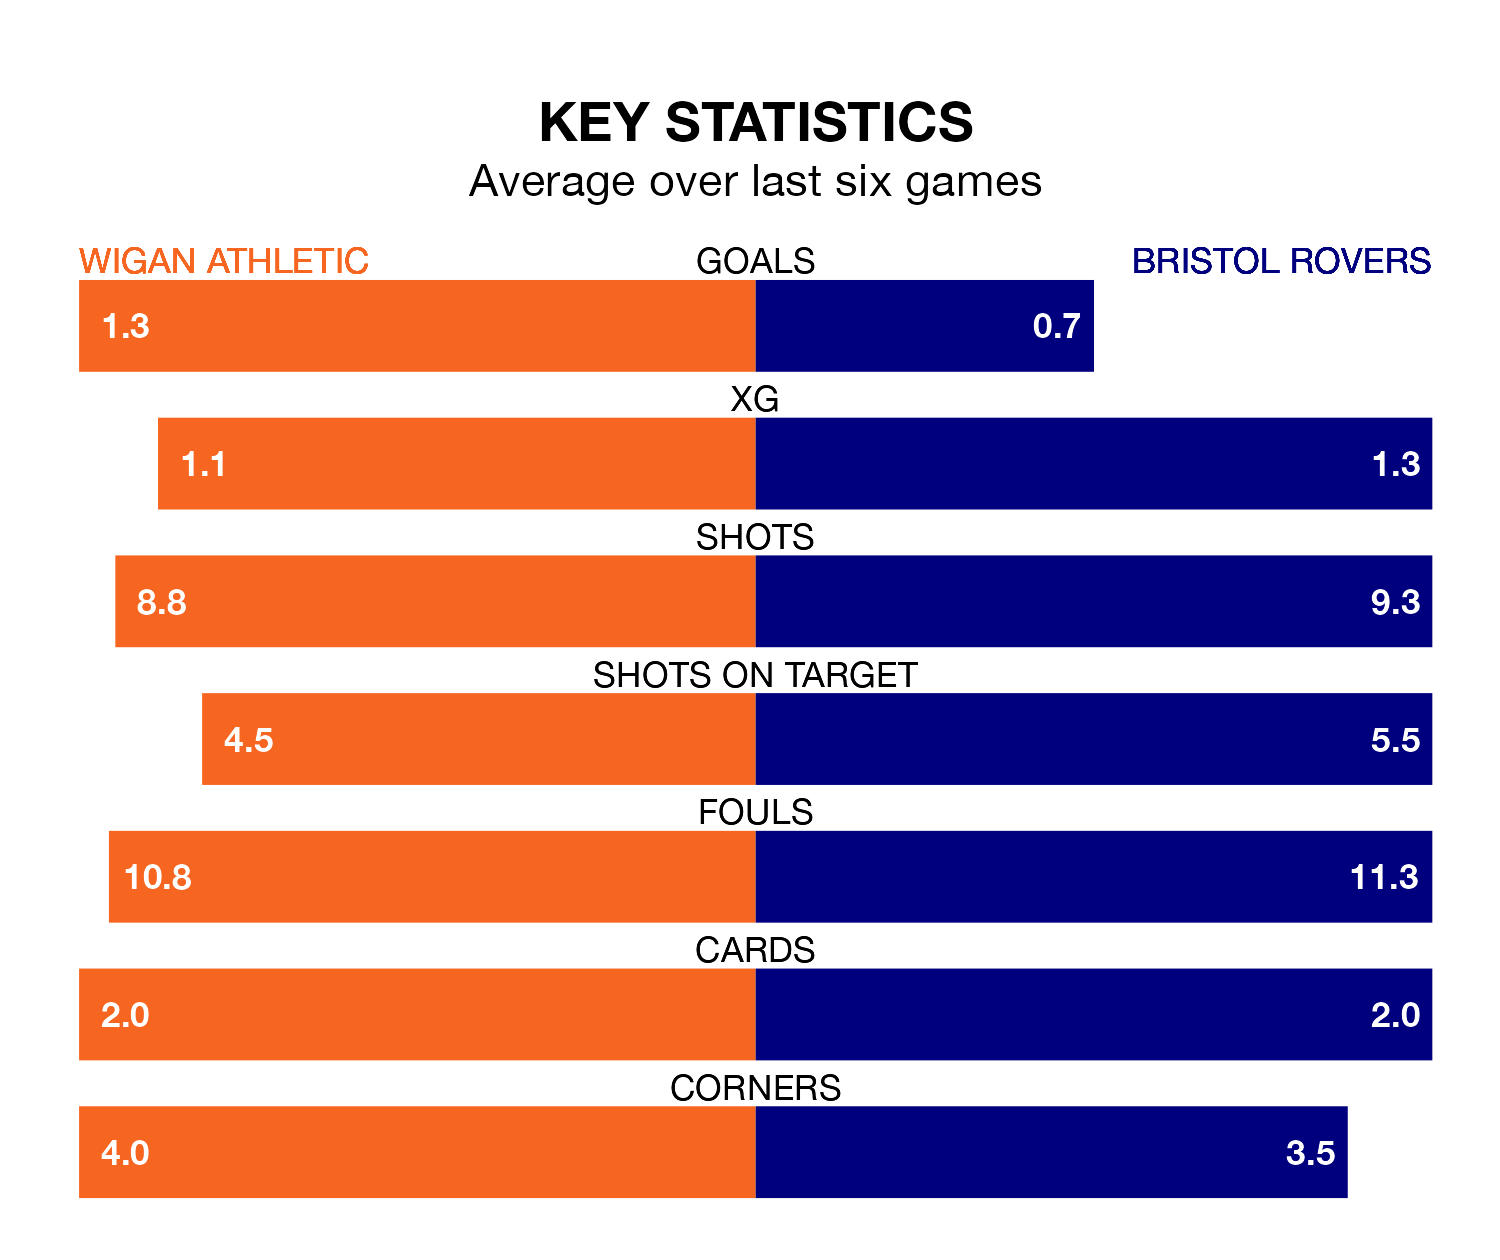 KEY STATISTICS
Average over last six games
WIGAN ATHLETIC GOALS BRISTOL ROVERS
1.3 0.7
XG
1.1 1.3
SHOTS
8.8 9.3
SHOTS ON TARGET
4.5 5.5
FOULS
10.8 11.3
CARDS
2.0 2.0
CORNERS
4.0 3.5